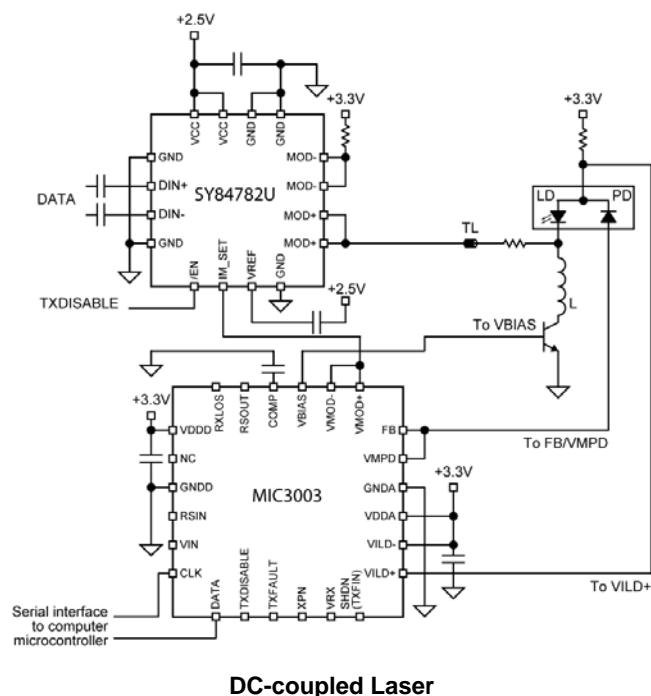 +2.5V
+3.3V
+3.3V
VCC
VCC
GND
GND
GND
DIN+
DIN-
GND
DATA
SY84782U
MOD-
MOD-
MOD+
MOD+
/EN
IM_SET
VREF
GND
TXDISABLE
+2.5V
LD
PD
TL
L
To VBIAS
+3.3V
RXLOS
RSOUT
COMP
VBIAS
VMOD-
VMOD+
VDDD
NC
GNDD
RSIN
VIN
CLK
MIC3003
FB
VMPD
GNDA
VDDA
VILD-
VILD+
To FB/VMPD
+3.3V
To VILD+
DATA
TXDISABLE
TXFAULT
XPN
VRX
SHDN
(TXFIN)
Serial interface
to computer
microcontroller
DC-coupled Laser